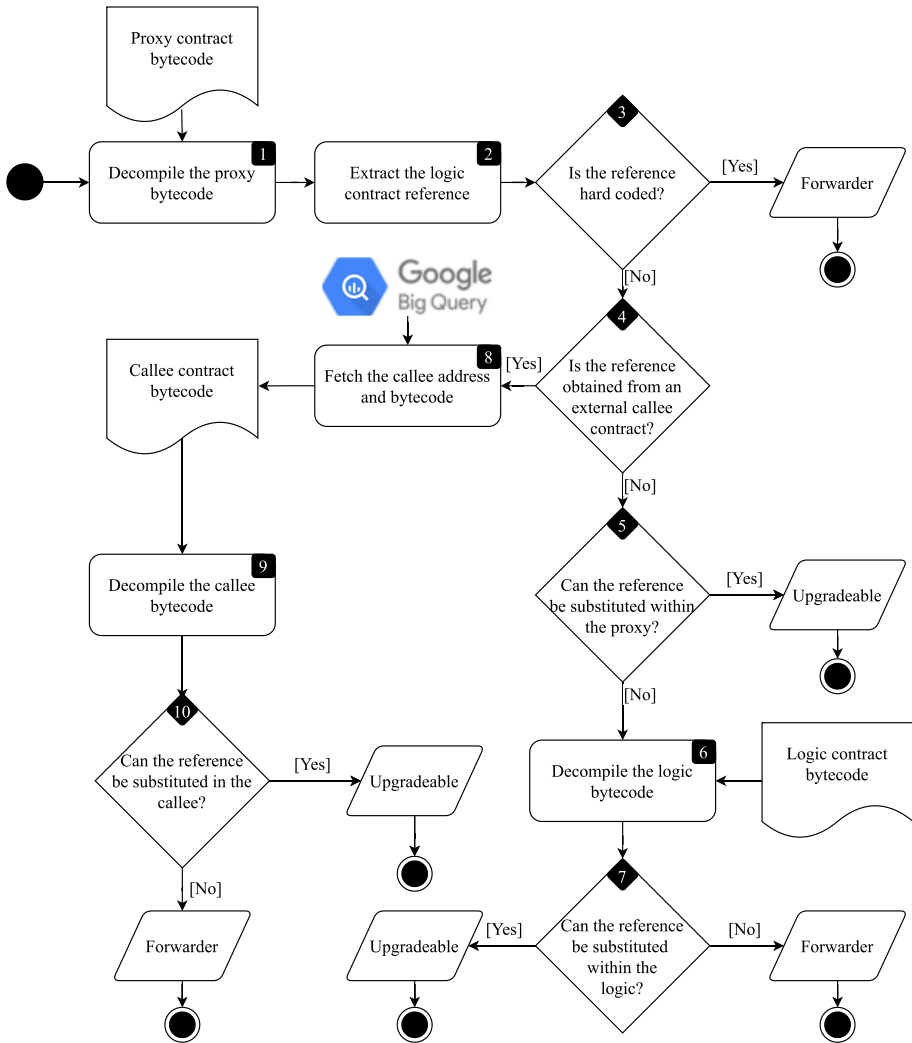 Proxy contract
bytecode
1
Decompile the proxy
bytecode
2
Extract the logic
contract reference
3
Is the reference
hard coded?
[Yes]
Forwarder
[No]
Google
Big Query
4
Is the reference
obtained from an
external callee
contract?
[Yes]
8
Fetch the callee address
and bytecode
Callee contract
bytecode
[No]
5
Can the reference
be substituted within
the proxy?
[Yes]
Upgradeable
9
Decompile the callee
bytecode
[No]
10
Can the reference
be substituted in the
callee?
[Yes]
Upgradeable
6
Decompile the logic
bytecode
Logic contract
bytecode
[No]
Forwarder
7
Can the reference
be substituted
within the
logic?
[Yes]
Upgradeable
[No]
Forwarder